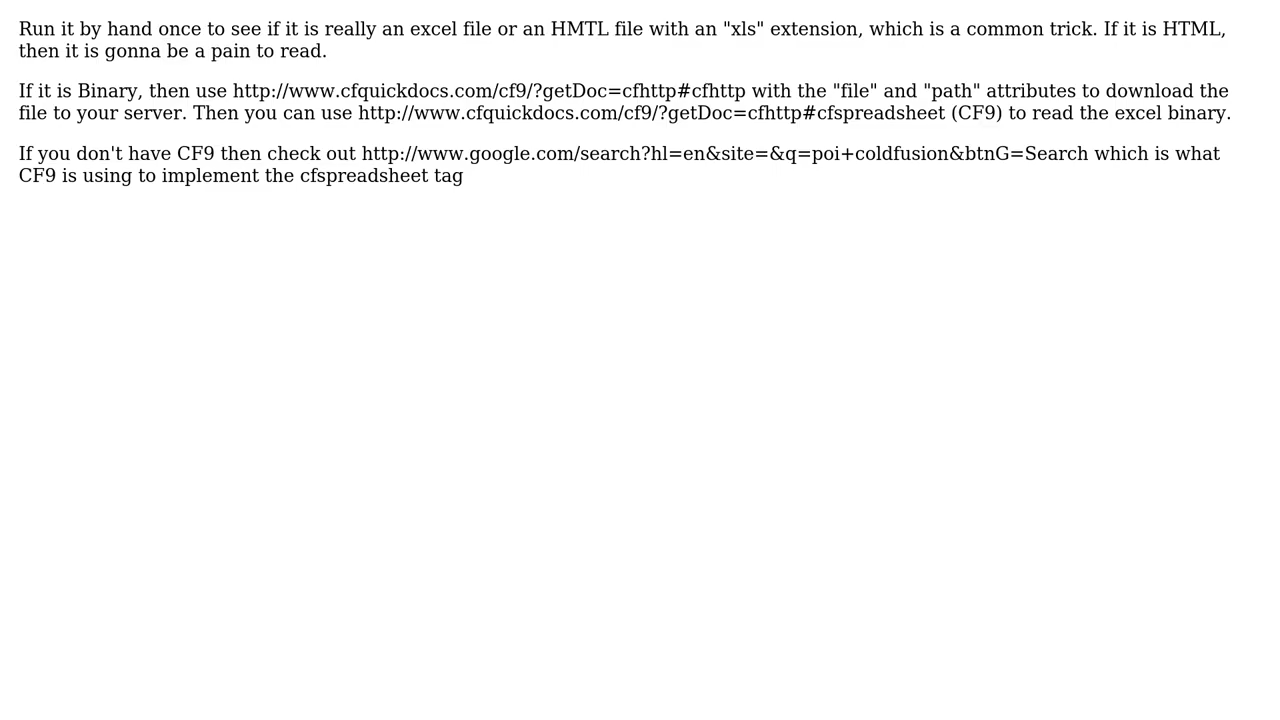 Run it by hand once to see if it is really an excel file or an HMTL file with an "xls" extension, which is a common trick. If it is HTML,
then it is gonna be a pain to read.
If it is Binary, then use http://www.cfquickdocs.com/cf9/?getDoc=cfhttp#cfhttp with the "file" and "path" attributes to download the
file to your server. Then you can use http://www.cfquickdocs.com/cf9/?getDoc=cfhttp#cfspreadsheet (CF9) to read the excel binary.
If you don't have CF9 then check out http://www.google.com/search?hl=en&site=&q=poi+coldfusion&btnG=Search which is what
CF9 is using to implement the cfspreadsheet tag